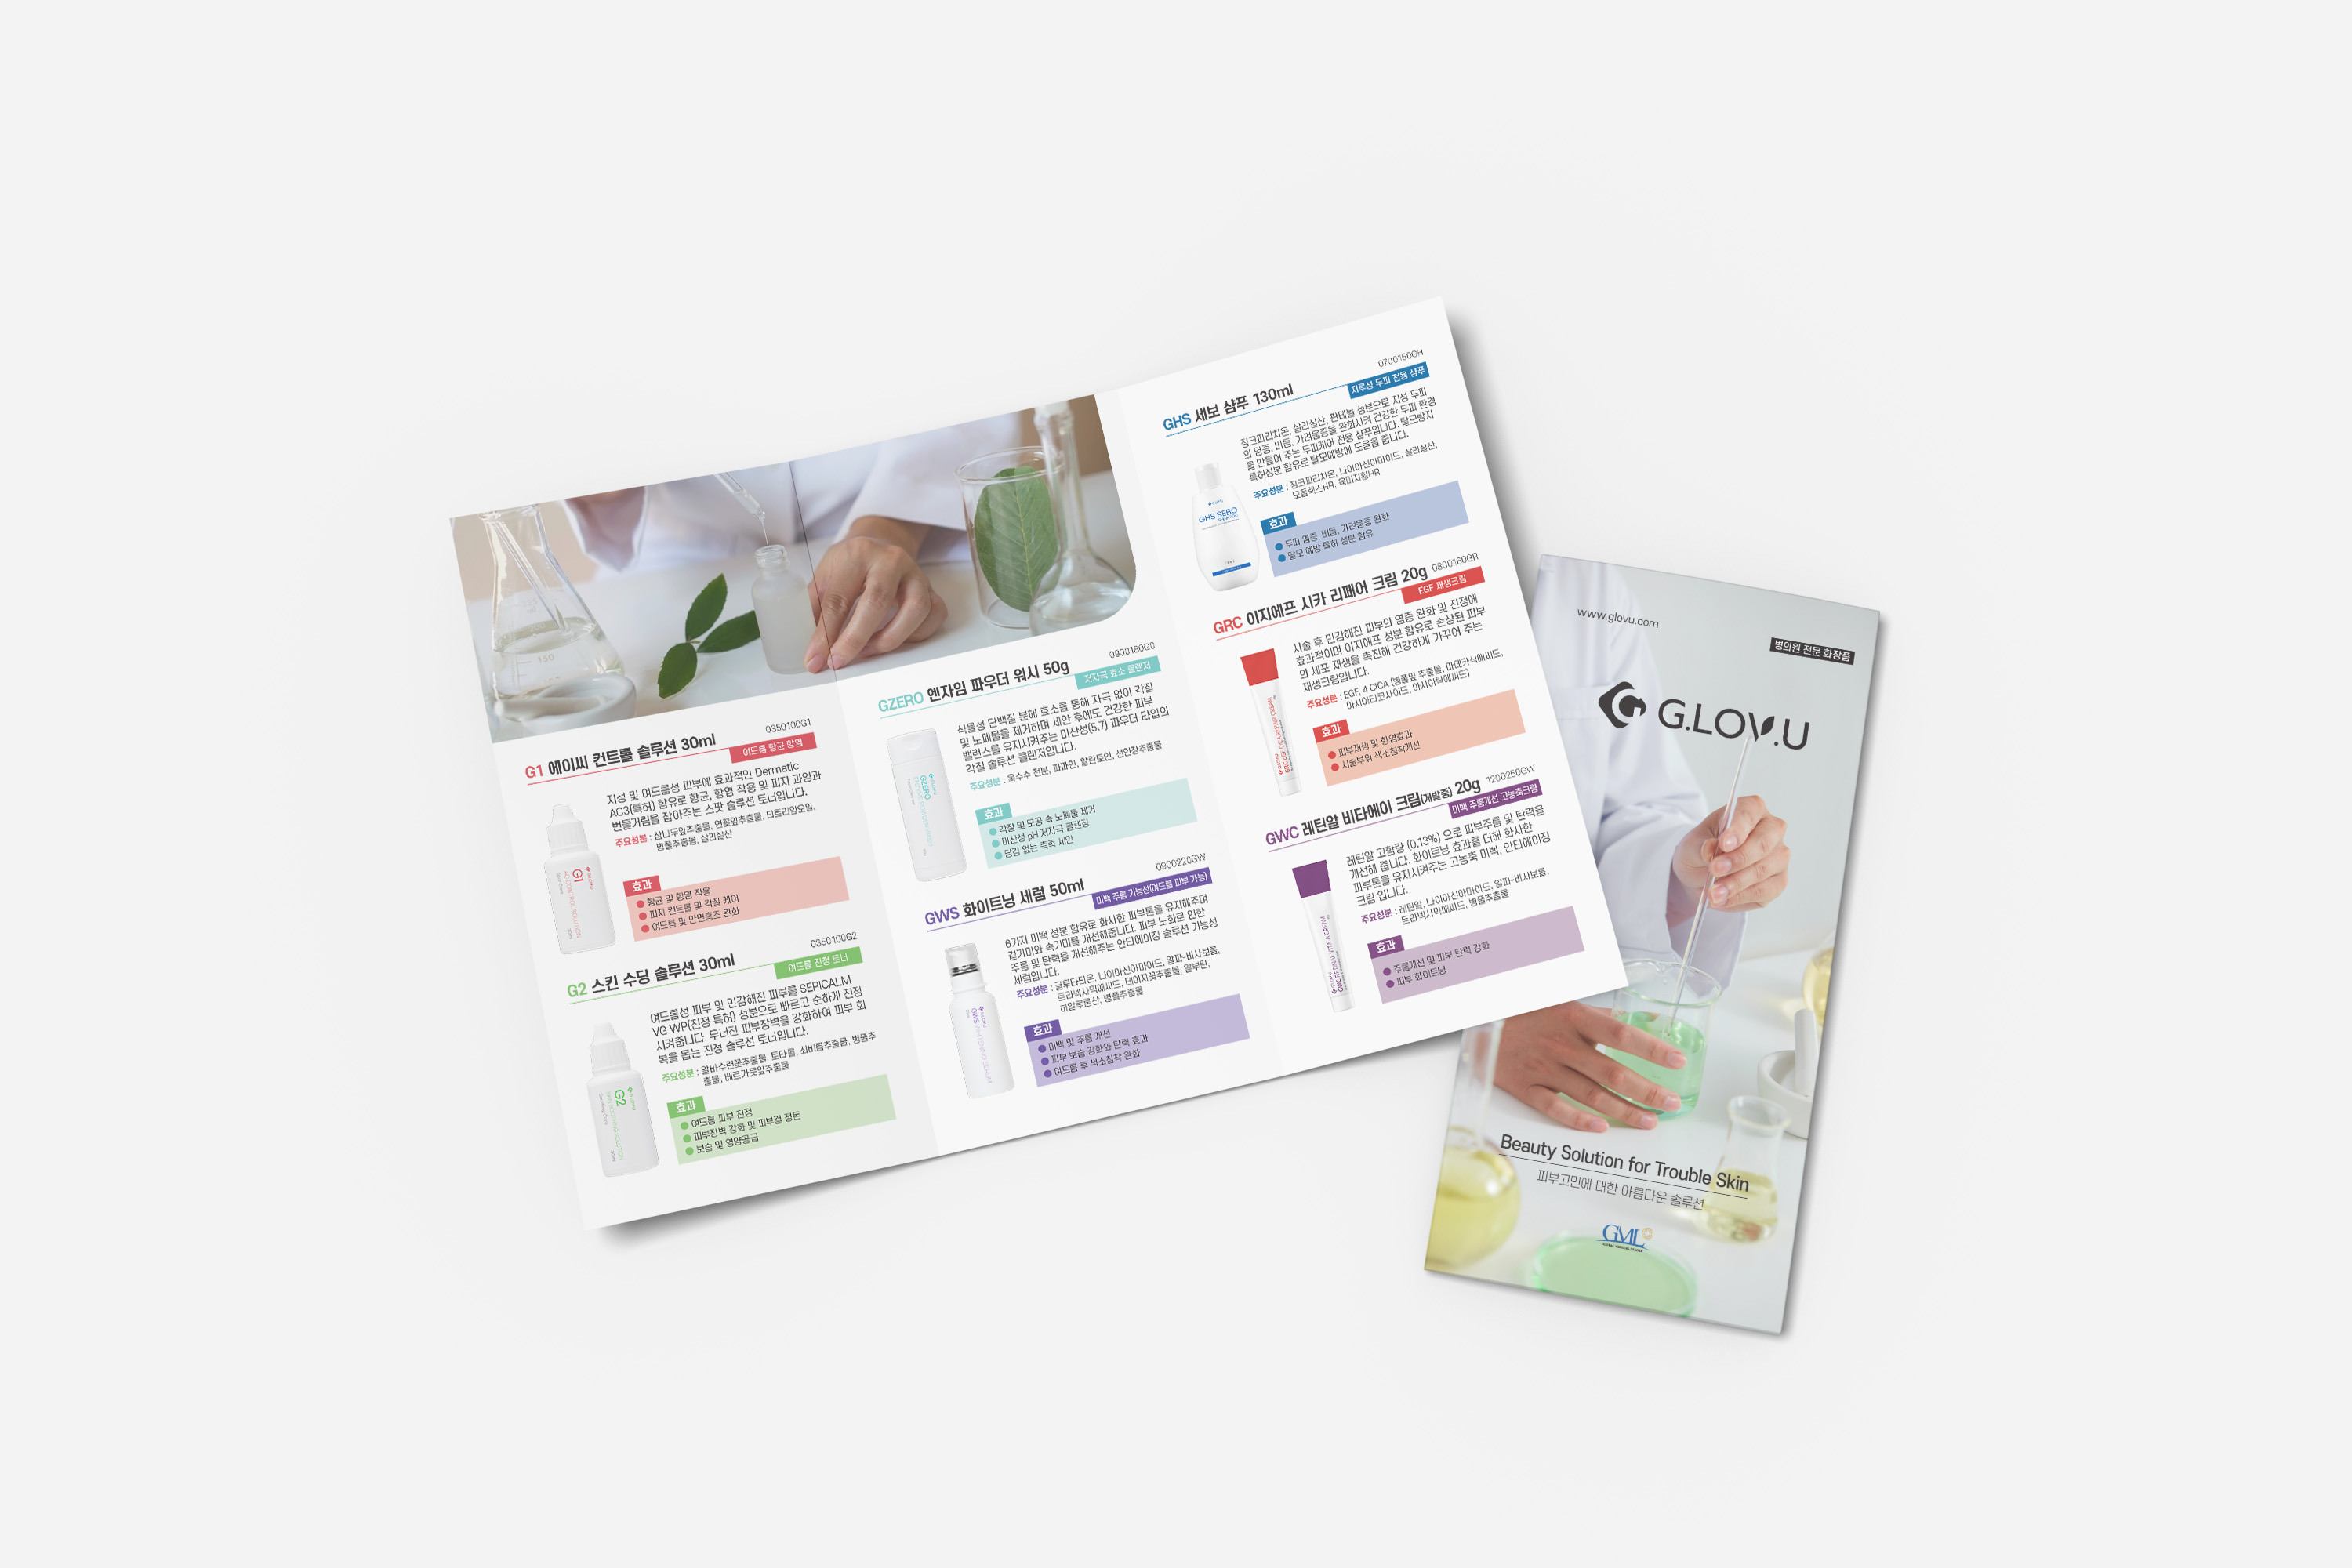 0350100G1
G1 에이씨 컨트롤 솔루션 30ml
여드름 항균 항염
지성 및 여드름성 피부에 효과적인 Dermatic
AC3(특허) 함유로 항균, 항염 작용 및 피지 과잉과
번들거림을 잡아주는 스팟 솔루션 토너입니다.
주요성분 : 삼나무잎추출물, 연꽃잎추출물, 티트리잎오일,
병풀추출물, 살리실산
효과
항균 및 항염 작용
피지 컨트롤 및 각질 케어
여드름 및 안면홍조 완화
G1
0350100G2
G2 스킨 수딩 솔루션 30ml
여드름 진정 토너
여드름성 피부 및 민감해진 피부를 SEPICALM
VG WP(진정 특허) 성분으로 빠르고 순하게 진정
시켜줍니다. 무너진 피부장벽을 강화하여 피부 회
복을 돕는 진정 솔루션 토너입니다.
주요성분 : 알바수련꽃추출물, 토타롤, 쇠비름추출물, 병풀추
출물, 베르가못잎추출물
효과
여드름 피부 진정
피부장벽 강화 및 피부결 정돈
보습 및 영양공급
G2
0900180G0
GZERO 엔자임 파우더 워시 50g
저자극 효소 클렌저
식물성 단백질 분해 효소를 통해 자극 없이 각질
및 노폐물을 제거하며 세안 후에도 건강한 피부
밸런스를 유지시켜주는 미산성(5.7) 파우더 타입의
각질 솔루션 클렌저입니다.
주요성분 : 옥수수 전분, 파파인, 알란토인, 선인장추출물
효과
각질 및 모공 속 노폐물 제거
미산성 pH 저자극 클렌징
당김 없는 촉촉 세안
GZERO
0900220GW
GWS 화이트닝 세럼 50ml
미백 주름 기능성(여드름 피부 가능)
6가지 미백 성분 함유로 화사한 피부톤을 유지해주며
겉기미와 속기미를 개선해줍니다. 피부 노화로 인한
주름 및 탄력을 개선해주는 안티에이징 솔루션 기능성
세럼입니다.
주요성분 : 글루타티온, 나이아신아마이드, 알파-비사보롤,
트라넥사믹애씨드, 데이지꽃추출물, 알부틴,
히알루론산, 병풀추출물
효과
미백 및 주름 개선
피부 보습 강화와 탄력 효과
여드름 후 색소침착 완화
0700150GH
GHS 세보 샴푸 130ml
지루성 두피 전용 샴푸
징크피리치온, 살리실산, 판테놀 성분으로 지성 두피
의 염증, 비듬, 가려움증을 완화시켜 건강한 두피 환경
을 만들어 주는 두피케어 전용 샴푸입니다. 탈모방지
특허성분 함유로 탈모예방에 도움을 줍니다.
주요성분 : 징크피리치온, 나이아신아마이드, 살리실산,
모플렉스HR, 육미지황HR
효과
두피 염증, 비듬, 가려움증 완화
탈모 예방 특허 성분 함유
GHS SEBO
0800160GR
GRC 이지에프 시카 리페어 크림 20g
EGF 재생크림
시술 후 민감해진 피부의 염증 완화 및 진정에
효과적이며 이지에프 성분 함유로 손상된 피부
의 세포 재생을 촉진해 건강하게 가꾸어 주는
재생크림입니다.
주요성분 : EGF, 4 CICA (병풀잎 추출물, 마데카식애씨드,
아시아티코사이드, 아시아틱애씨드)
효과
피부재생 및 항염효과
시술부위 색소침착개선
1200250GW
GWC 레틴알 비타에이 크림(개발중) 20g
미백 주름개선 고농축크림
레틴알 고함량 (0.13%) 으로 피부주름 및 탄력을
개선해 줍니다. 화이트닝 효과를 더해 화사한
피부톤을 유지시켜주는 고농축 미백, 안티에이징
크림 입니다.
주요성분 : 레틴알, 나이아신아마이드, 알파-비사보롤,
트라넥사믹애씨드, 병풀추출물
효과
주름개선 및 피부 탄력 강화
피부 화이트닝
www.glovu.com
병의원 전문 화장품
G.LOV.U
Beauty Solution for Trouble Skin
피부고민에 대한 아름다운 솔루션
GML